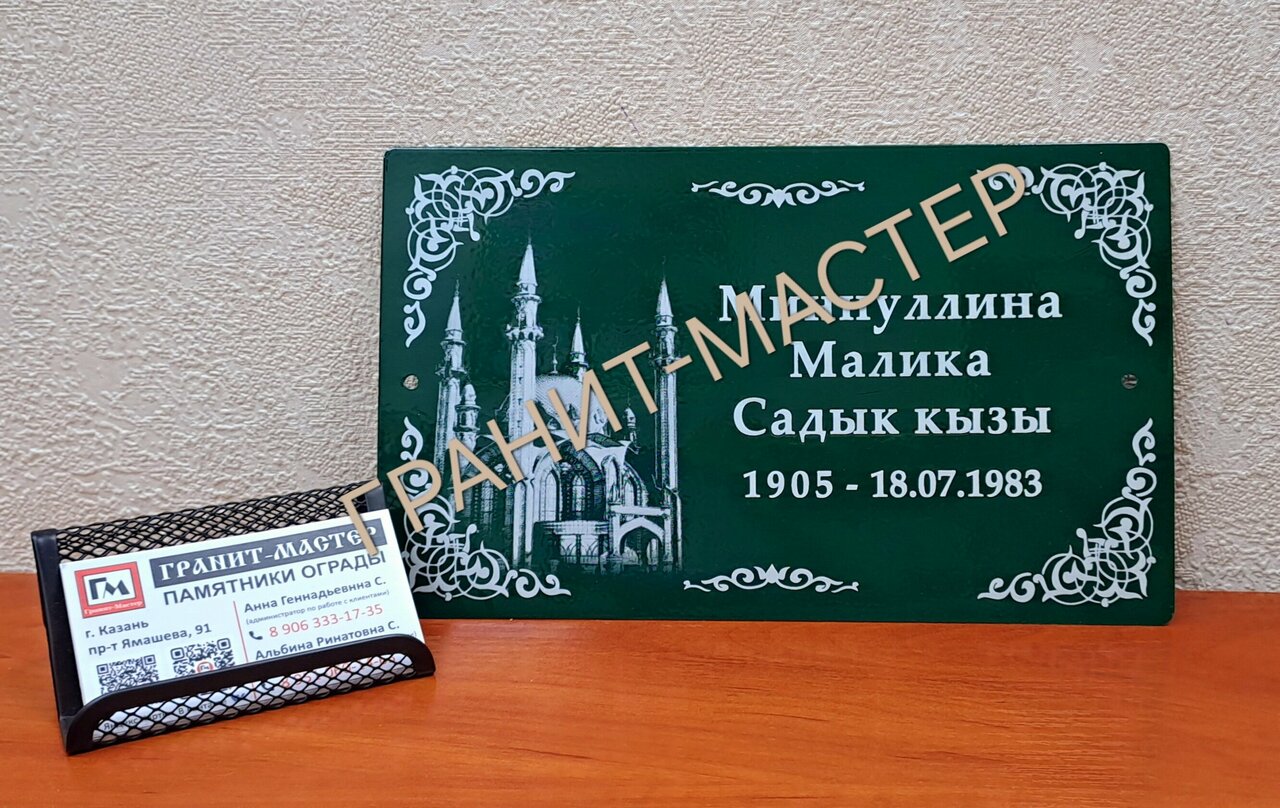 Миннуллина
Малика
Садык кызы
1905 - 18.07.1983
ГРАНИТ-МАСТЕР
ГМ
Гранит-Мастер
ГРАНИТ-МАСТЕР
ПАМЯТНИКИ ОГРАДЫ
г. Казань
пр-т Ямашева, 91
Анна Геннадьевнна С.
(администратор по работе с клиентами)
8 906 333-17-35
Альбина Ринатовна С.